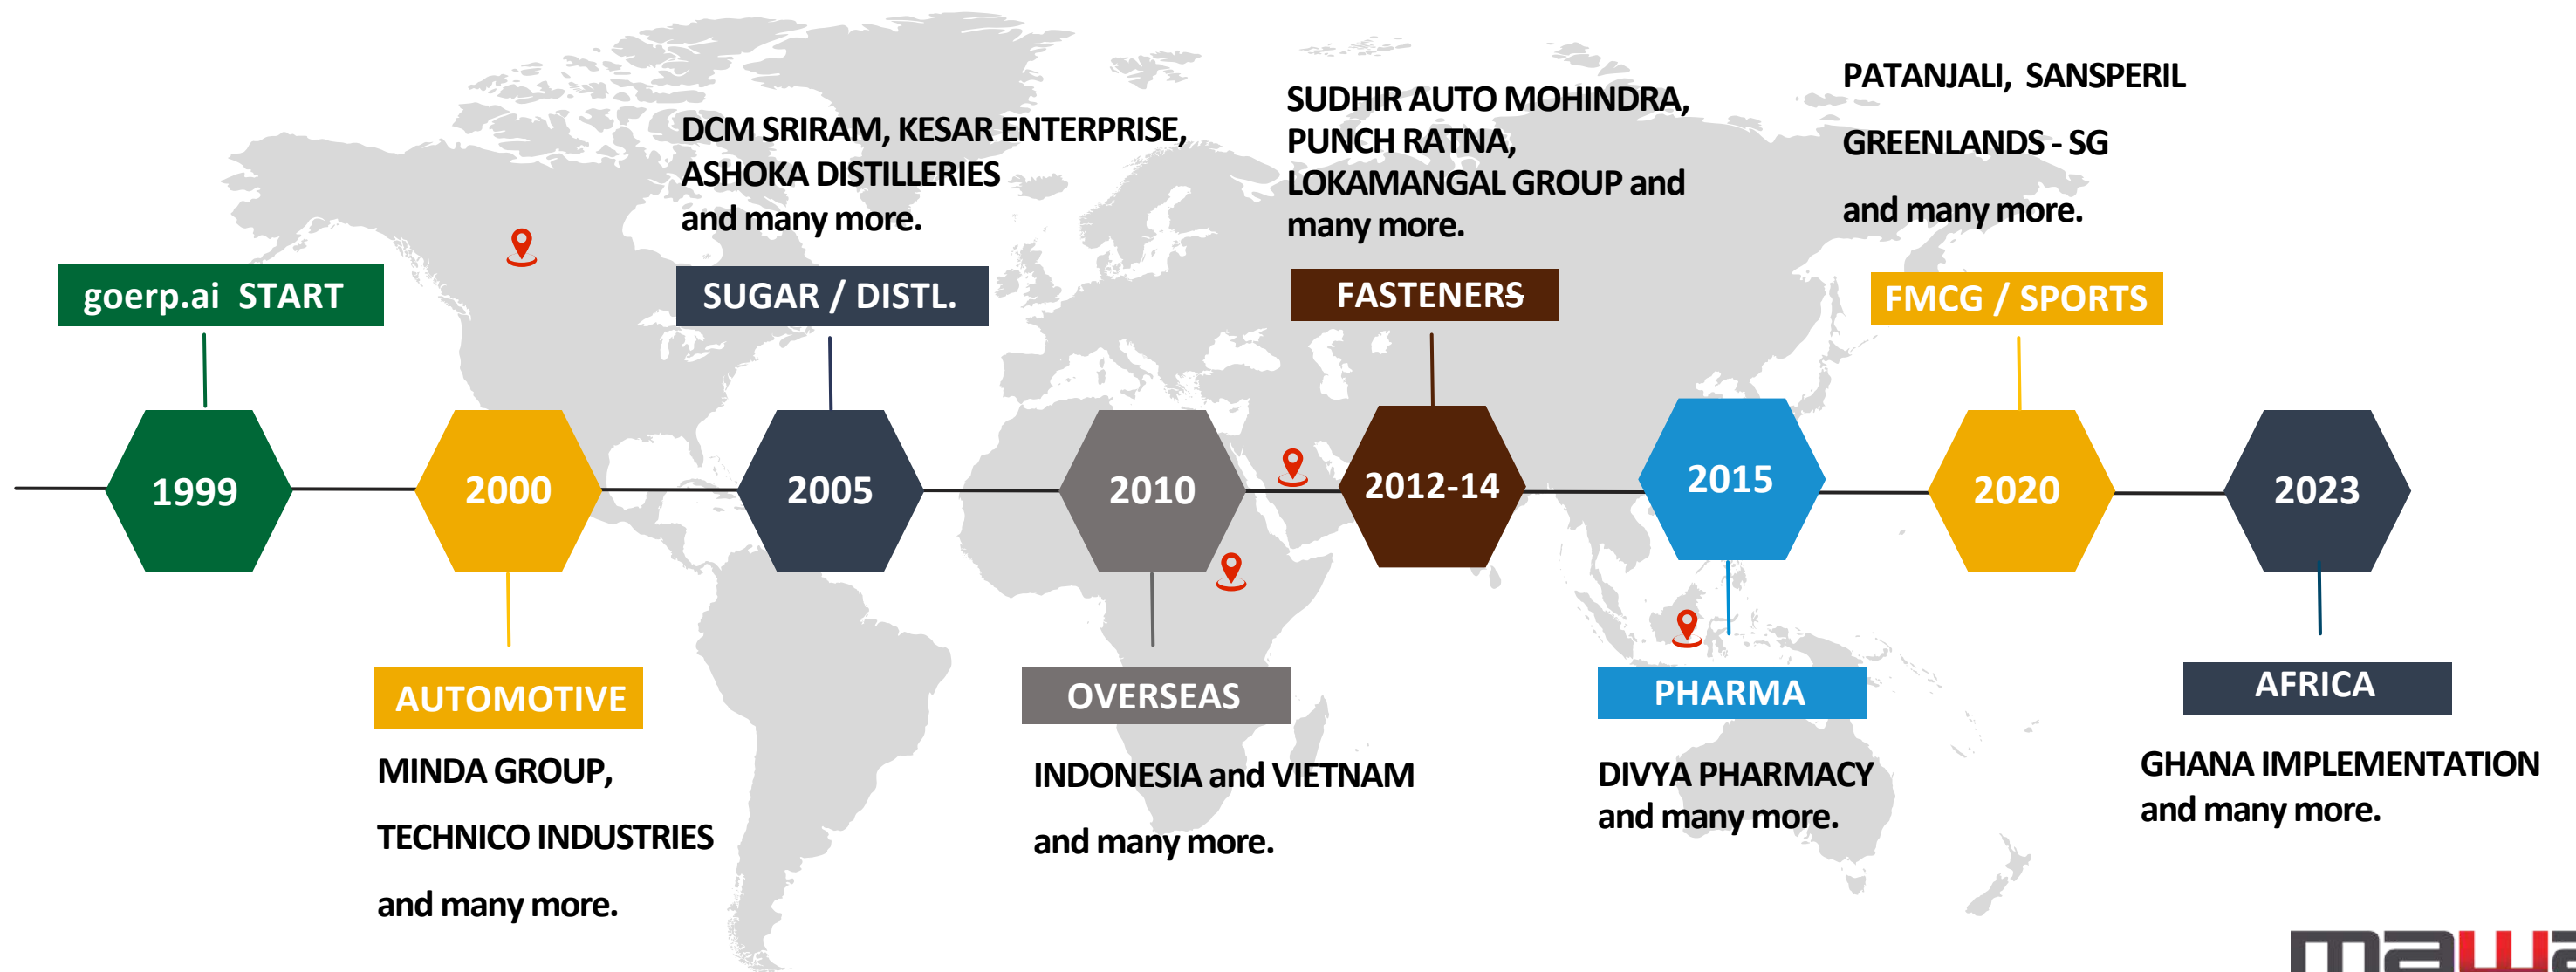 goerp.ai START
1999
2000
AUTOMOTIVE
MINDA GROUP,
TECHNICO INDUSTRIES
and many more.
DCM SRIRAM, KESAR ENTERPRISE,
ASHOKA DISTILLERIES
and many more.
SUGAR / DISTL.
2005
2010
OVERSEAS
INDONESIA and VIETNAM
and many more.
SUDHIR AUTO MOHINDRA,
PUNCH RATNA,
LOKAMANGAL GROUP and
many more.
FASTENERS
2012-14
2015
PHARMA
DIVYA PHARMACY
and many more.
PATANJALI, SANSPERIL
GREENLANDS - SG
and many more.
FMCG / SPORTS
2020
2023
AFRICA
GHANA IMPLEMENTATION
and many more.